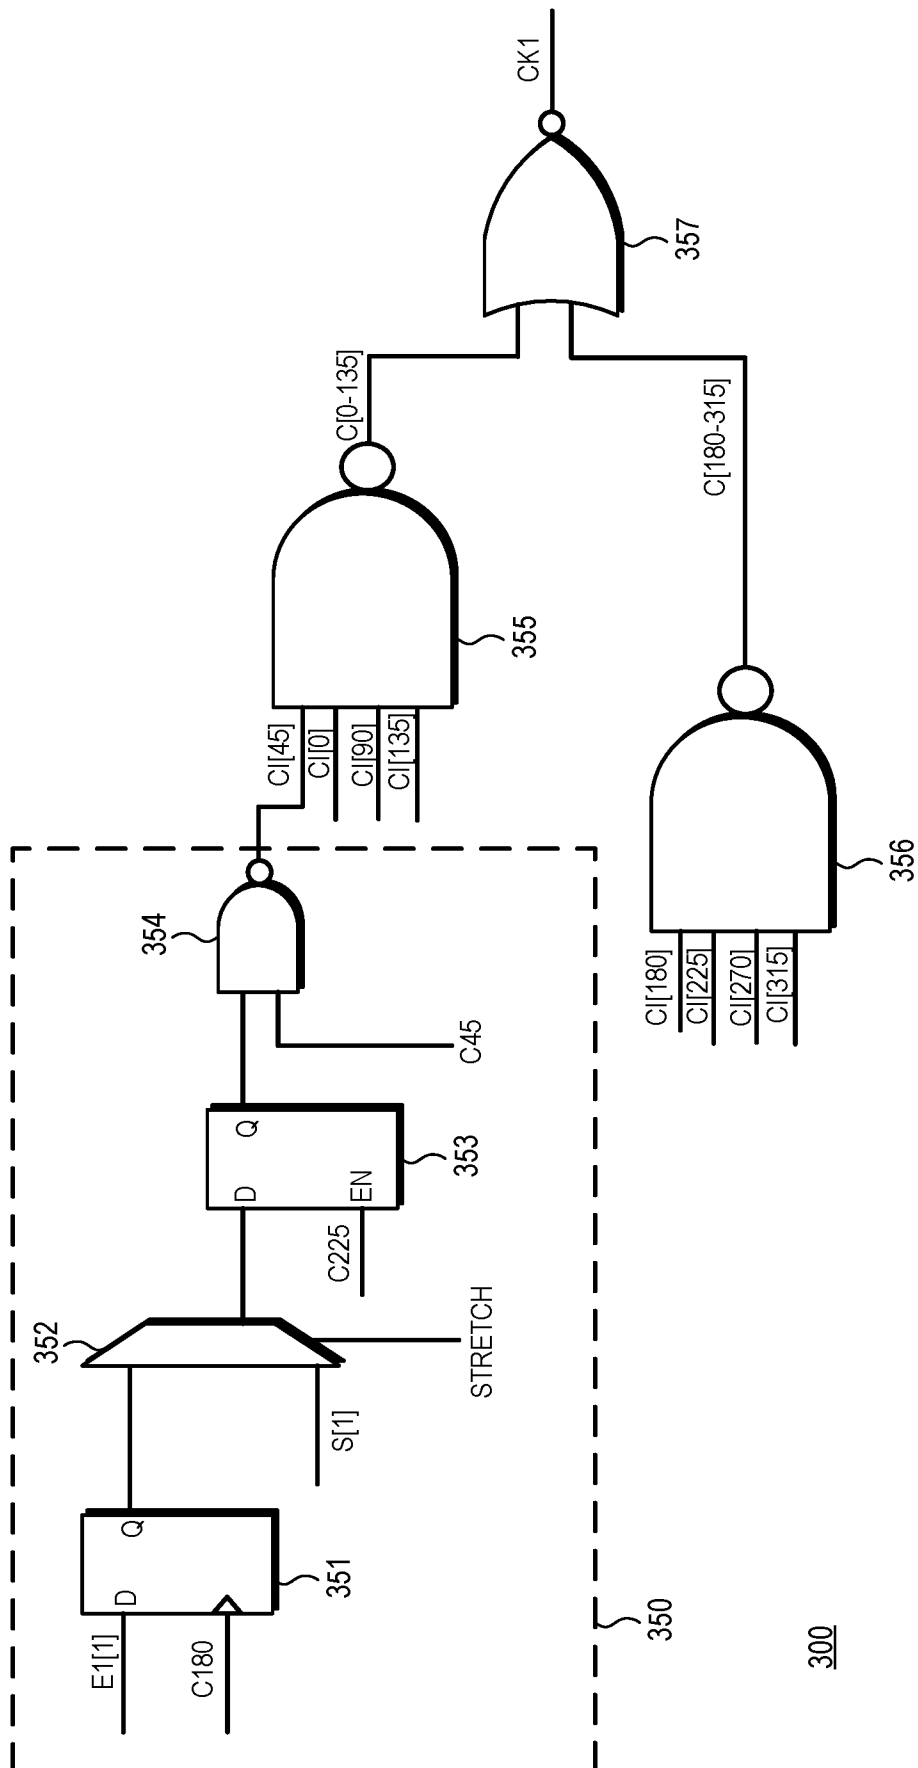 E1[1]
D
Q
C180
351
352
S[1]
STRETCH
D
Q
EN
C225
353
354
C45
350
CI[45]
CI[0]
CI[90]
CI[135]
355
C[0-135]
CI[180]
CI[225]
CI[270]
CI[315]
356
C[180-315]
357
CK1
300